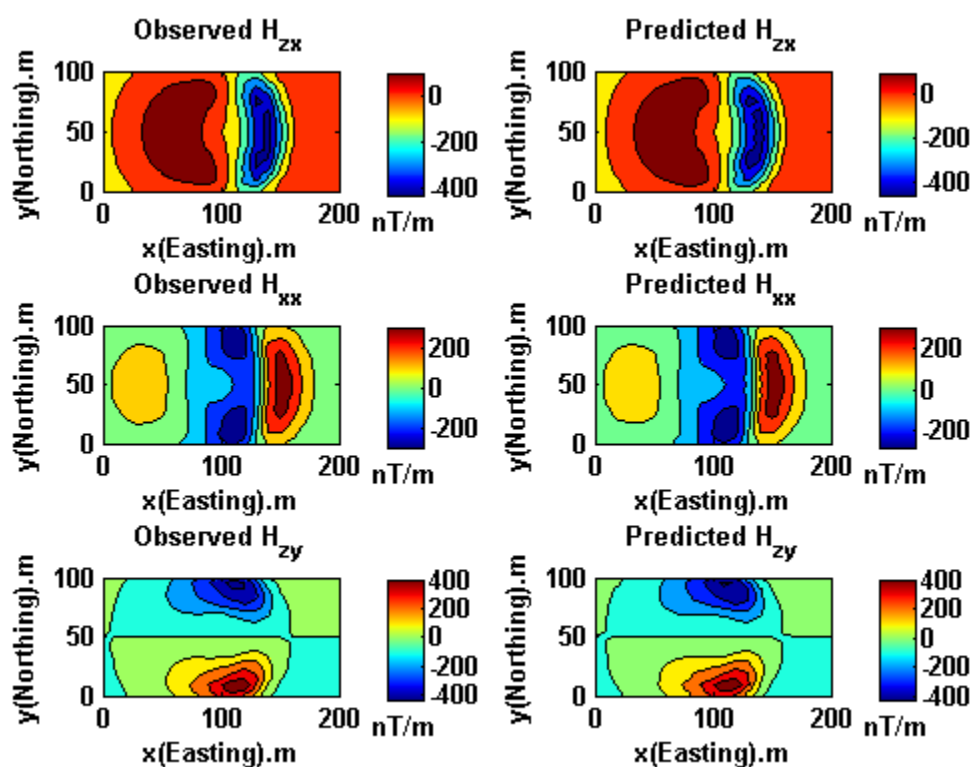 Observed H_zx Predicted H_zx
y(Northing).m 100 50 0 0 100 200 x(Easting).m 0 -200 -400 nT/m
y(Northing).m 100 50 0 0 100 200 x(Easting).m 0 -200 -400 nT/m
Observed H_xx Predicted H_xx
y(Northing).m 100 50 0 0 100 200 x(Easting).m 200 0 -200 nT/m
y(Northing).m 100 50 0 0 100 200 x(Easting).m 200 0 -200 nT/m
Observed H_zy Predicted H_zy
y(Northing).m 100 50 0 0 100 200 x(Easting).m 400 200 0 -200 -400 nT/m
y(Northing).m 100 50 0 0 100 200 x(Easting).m 400 200 0 -200 -400 nT/m